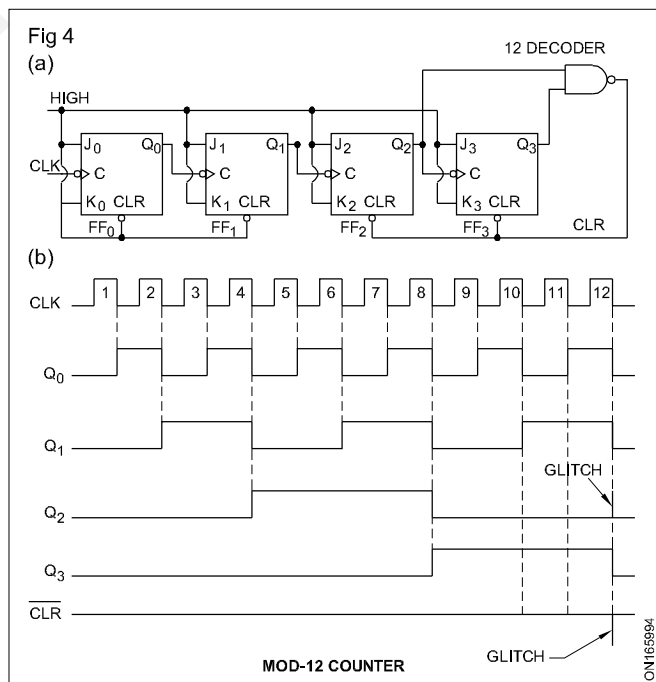 Fig 4
(a)
12 DECODER
HIGH
J0 Q0 J1 Q1 J2 Q2 J3 Q3
CLK C C C C
K0 CLR K1 CLR K2 CLR K3 CLR
FF0 FF1 FF2 FF3 CLR
(b)
CLK 1 2 3 4 5 6 7 8 9 10 11 12
Q0
Q1
GLITCH
Q2
Q3
CLR
GLITCH
MOD-12 COUNTER
ON165994